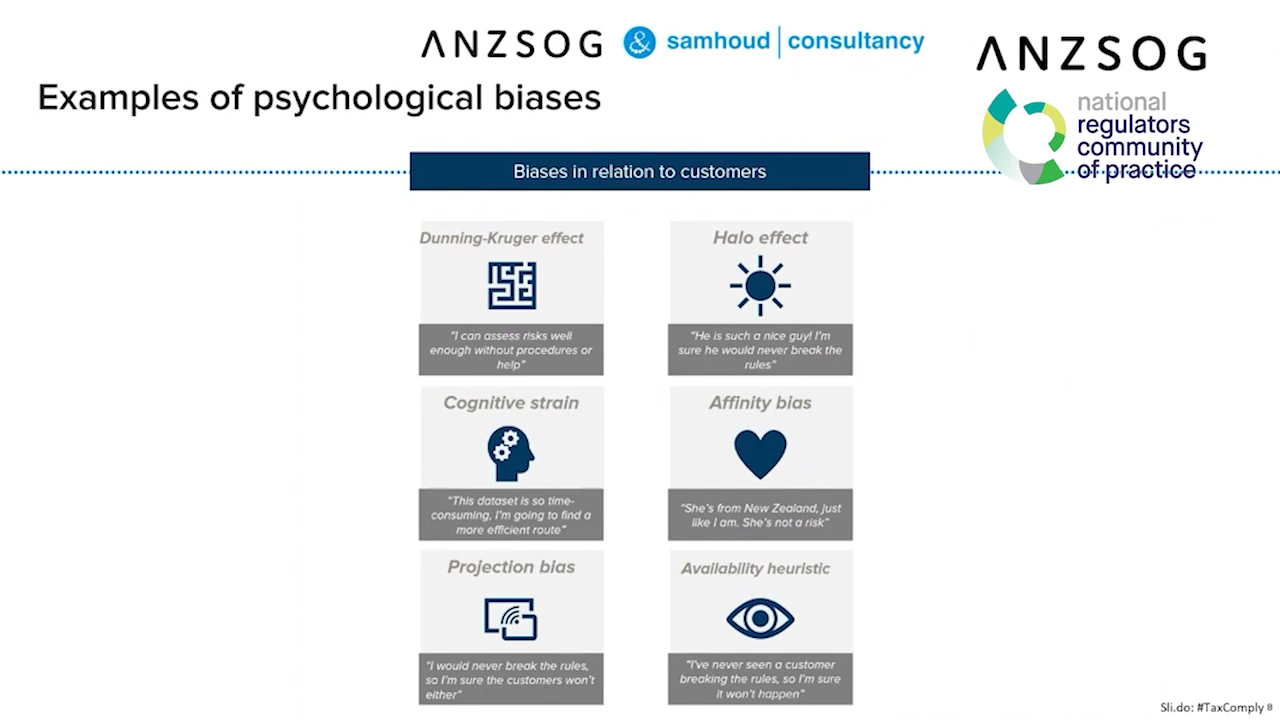 ANZSOG
& samhoud | consultancy
ANZSOG
Examples of psychological biases
national
regulators
community
of practice
Biases in relation to customers
Dunning-Kruger effect
"I can assess risks well
enough without procedures or
help"
Halo effect
"He is such a nice guy! I'm
sure he would never break the
rules"
Cognitive strain
"This dataset is so time-
consuming, I'm going to find a
more efficient route"
Affinity bias
"She's from New Zealand, just
like I am. She's not a risk"
Projection bias
"I would never break the rules,
so I'm sure the customers won't
either"
Availability heuristic
"I've never seen a customer
breaking the rules, so I'm sure
it won't happen"
Sli.do: #TaxComply 8